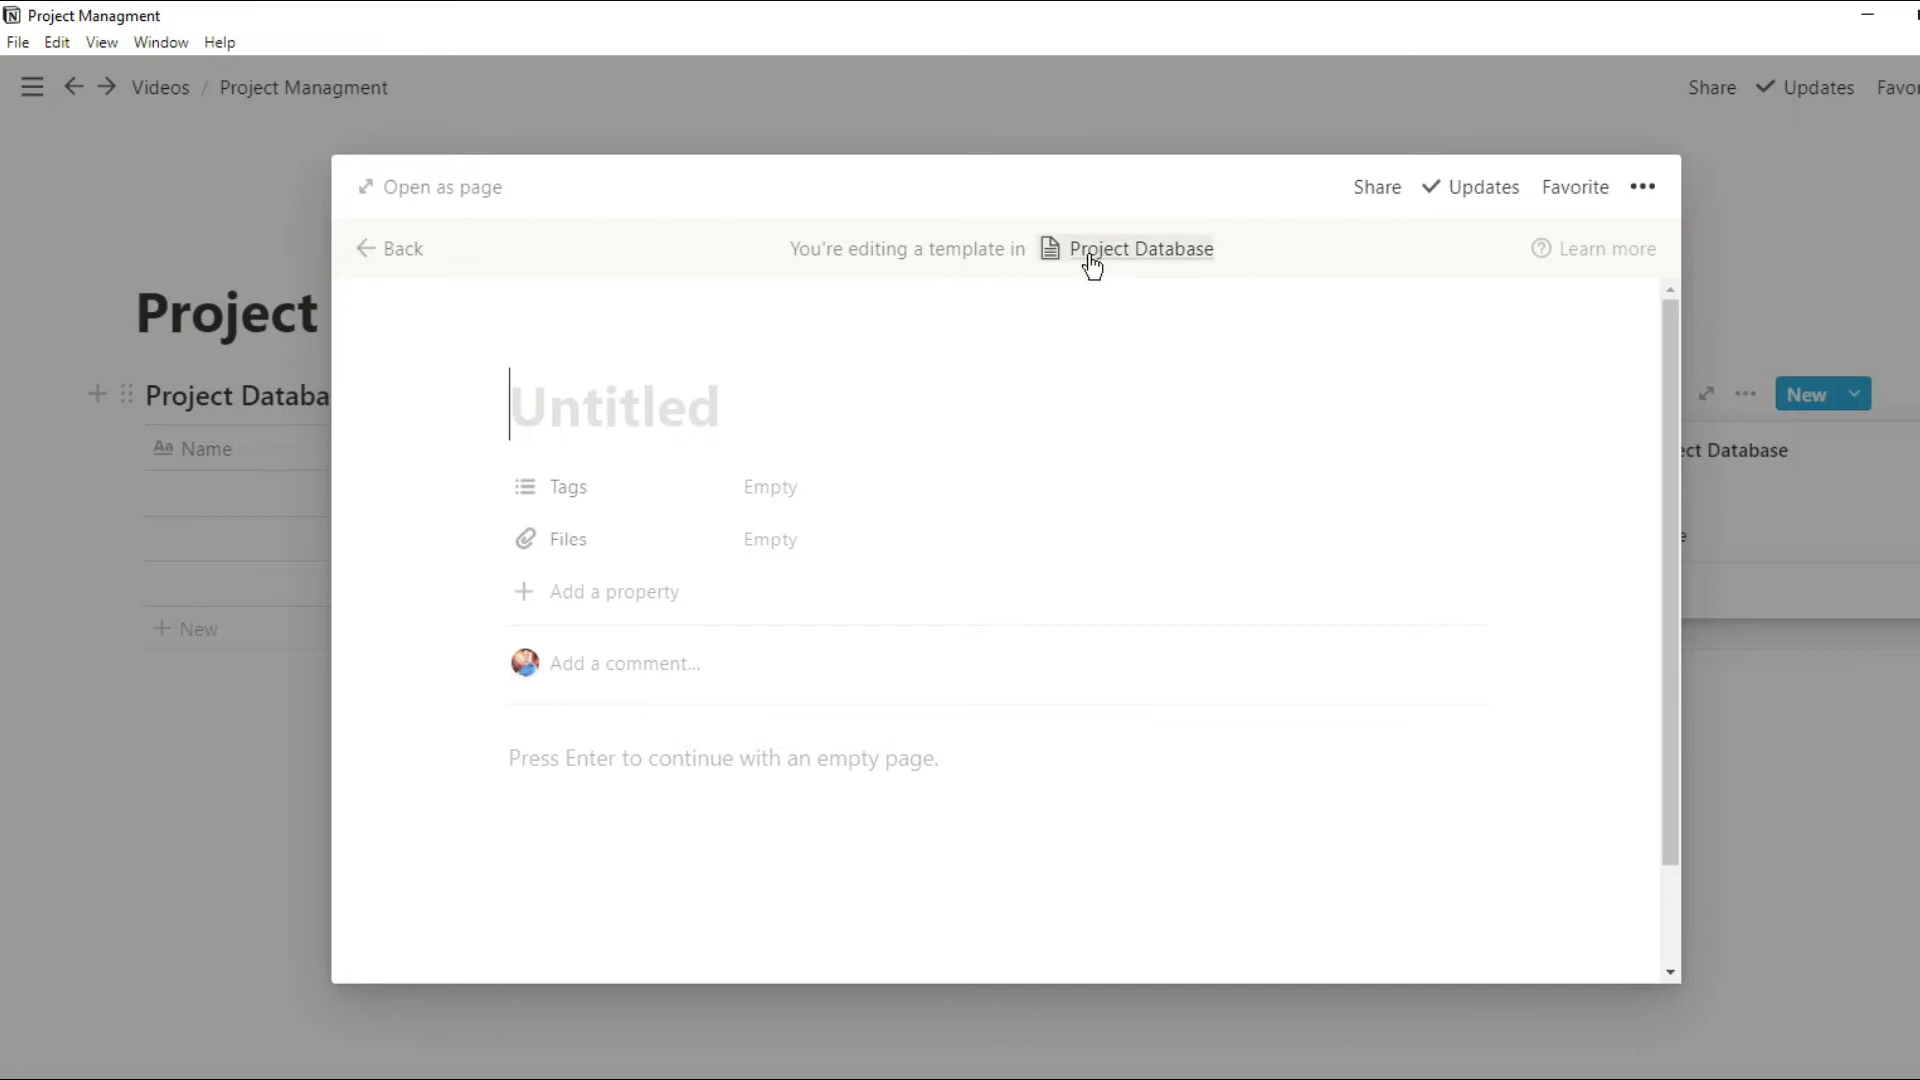 Project Managment
File Edit View Window Help
Videos / Project Managment
Share Updates
Open as page
Share Updates Favorite •••
Back
You're editing a template in Project Database
Learn more
Project
Untitled
Project Databa
New
Aa Name
ect Database
Tags Empty
Files Empty
e
+ Add a property
+ New
Add a comment...
Press Enter to continue with an empty page.